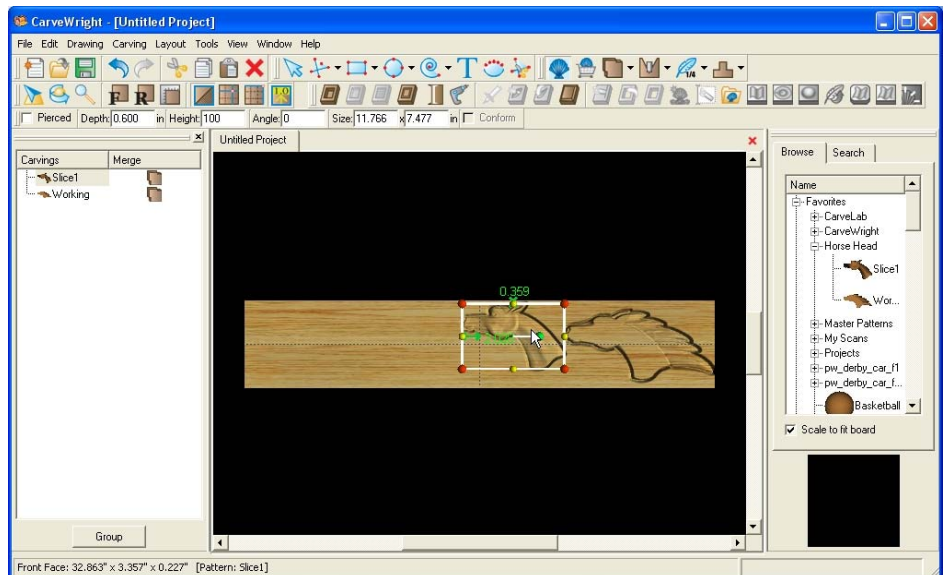 CarveWright - [Untitled Project]
File Edit Drawing Carving Layout Tools View Window Help
Pierced Depth: 0.600 in Height: 100 Angle: 0 Size: 11.766 x 7.477 in Conform
Untitled Project
Carvings Merge
Slice1
Working
0.359
Group
Browse Search
Name
Favorites
CarveLab
CarveWright
Horse Head
Slice1
Wor...
Master Patterns
My Scans
Projects
pw_derby_car_f1
pw_derby_car_f...
Basketball
Scale to fit board
Front Face: 32.863" x 3.357" x 0.227" [Pattern: Slice1]